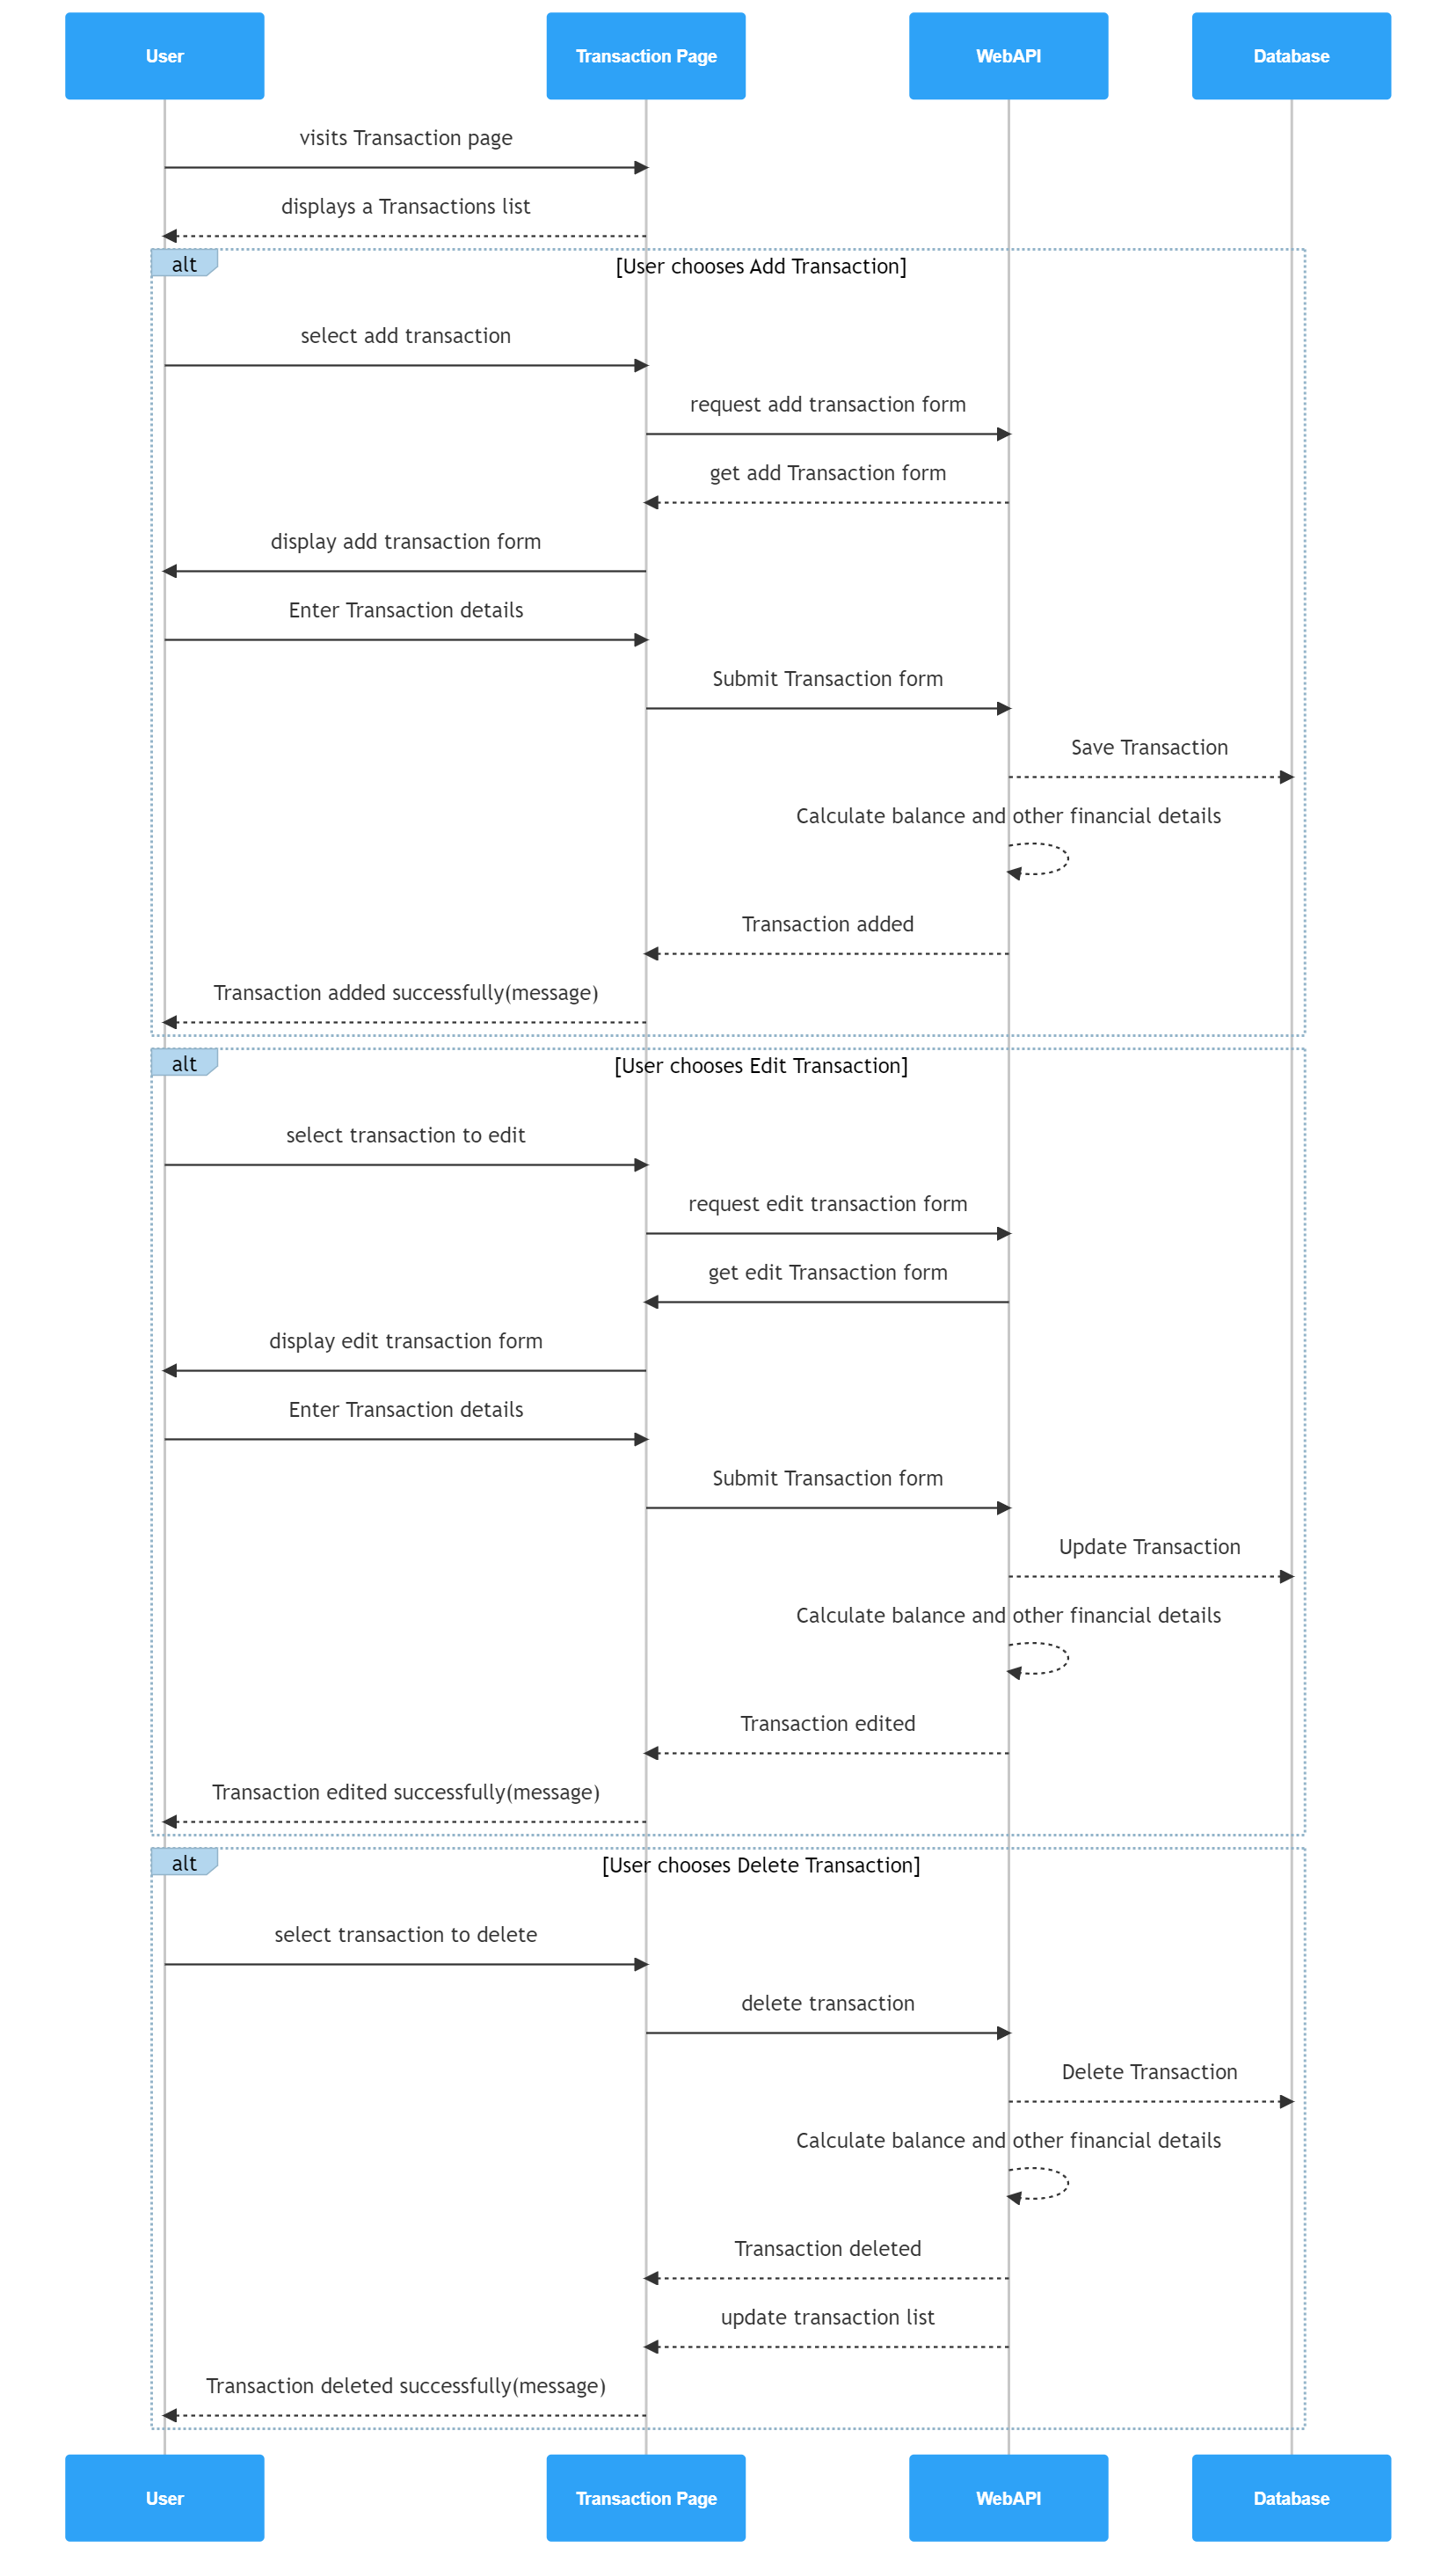 User
Transaction Page
WebAPI
Database
visits Transaction page
displays a Transactions list
alt
[User chooses Add Transaction]
select add transaction
request add transaction form
get add Transaction form
display add transaction form
Enter Transaction details
Submit Transaction form
Save Transaction
Calculate balance and other financial details
Transaction added
Transaction added successfully(message)
alt
[User chooses Edit Transaction]
select transaction to edit
request edit transaction form
get edit Transaction form
display edit transaction form
Enter Transaction details
Submit Transaction form
Update Transaction
Calculate balance and other financial details
Transaction edited
Transaction edited successfully(message)
alt
[User chooses Delete Transaction]
select transaction to delete
delete transaction
Delete Transaction
Calculate balance and other financial details
Transaction deleted
update transaction list
Transaction deleted successfully(message)
User
Transaction Page
WebAPI
Database